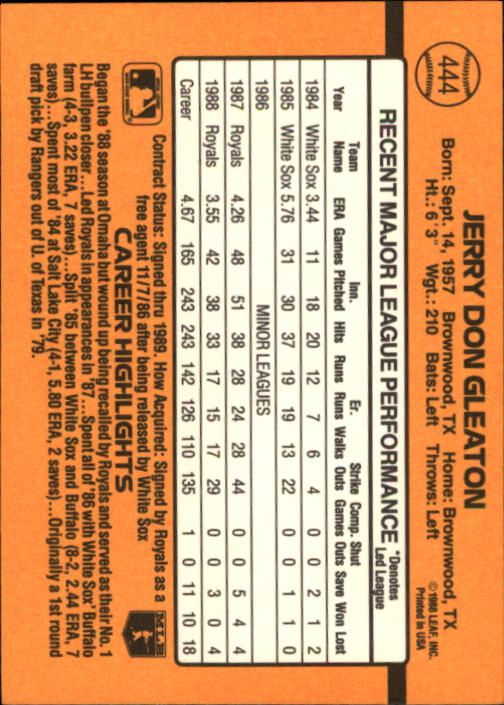 444
JERRY DON GLEATON
Born: Sept. 14, 1957 Brownwood, TX Home: Brownwood, TX
Ht.: 6'3" Wgt.: 210 Bats: Left Throws: Left
© 1988 LEAF, INC.
Printed in USA
RECENT MAJOR LEAGUE PERFORMANCE *Denotes Led League
Year Team Name ERA Games Inn. Pitched Hits Runs Er. Runs Walks Strike Outs Comp. Games Shut Outs Save Won Lost
1984 White Sox 3.44 11 18 20 12 7 6 4 0 0 2 1 2
1985 White Sox 5.76 31 30 37 19 19 13 22 0 0 1 1 0
1986 MINOR LEAGUES
1987 Royals 4.26 48 51 38 28 24 28 44 0 0 5 4 4
1988 Royals 3.55 42 38 33 17 15 17 29 0 0 3 0 4
Career 4.67 165 243 243 142 126 110 135 1 0 11 10 18
Contract Status: Signed thru 1989. How Acquired: Signed by Royals as a
free agent 11/7/86 after being released by White Sox
MLB
CAREER HIGHLIGHTS
Began the '88 season at Omaha but wound up being recalled by Royals and served as their No. 1
LH bullpen closer...Led Royals in appearances in '87...Spent all of '86 with White Sox' Buffalo
farm (4-3, 3.22 ERA, 7 saves)...Split '85 between White Sox and Buffalo (8-2, 2.44 ERA, 7
saves)...Spent most of '84 at Salt Lake City (4-1, 5.80 ERA, 2 saves)...Originally a 1st round
draft pick by Rangers out of U. of Texas in '79.